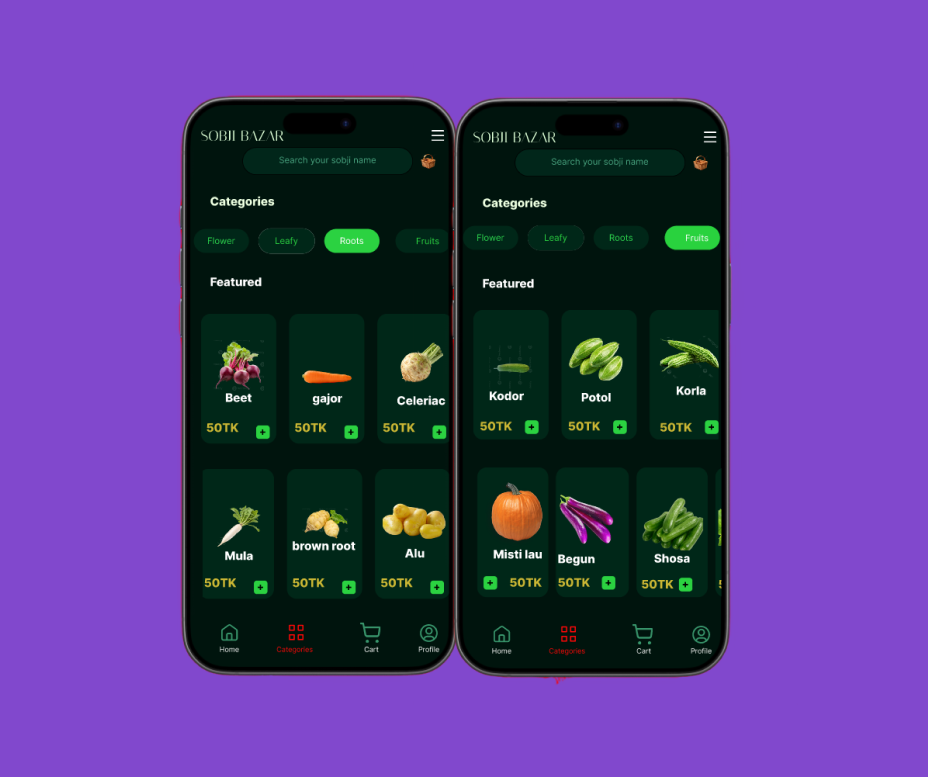 SOBJI BAZAR
Search your sobji name
Categories
Flower Leafy Roots Fruits
Featured
Beet gajor Celeriac
50TK + 50TK + 50TK +
Mula brown root Alu
50TK + 50TK + 50TK +
Home Categories Cart Profile
SOBJI BAZAR
Search your sobji name
Categories
Flower Leafy Roots Fruits
Featured
Kodor Potol Korla
50TK + 50TK + 50TK +
Misti lau Begun Shosa
+ 50TK 50TK + 50TK +
Home Categories Cart Profile